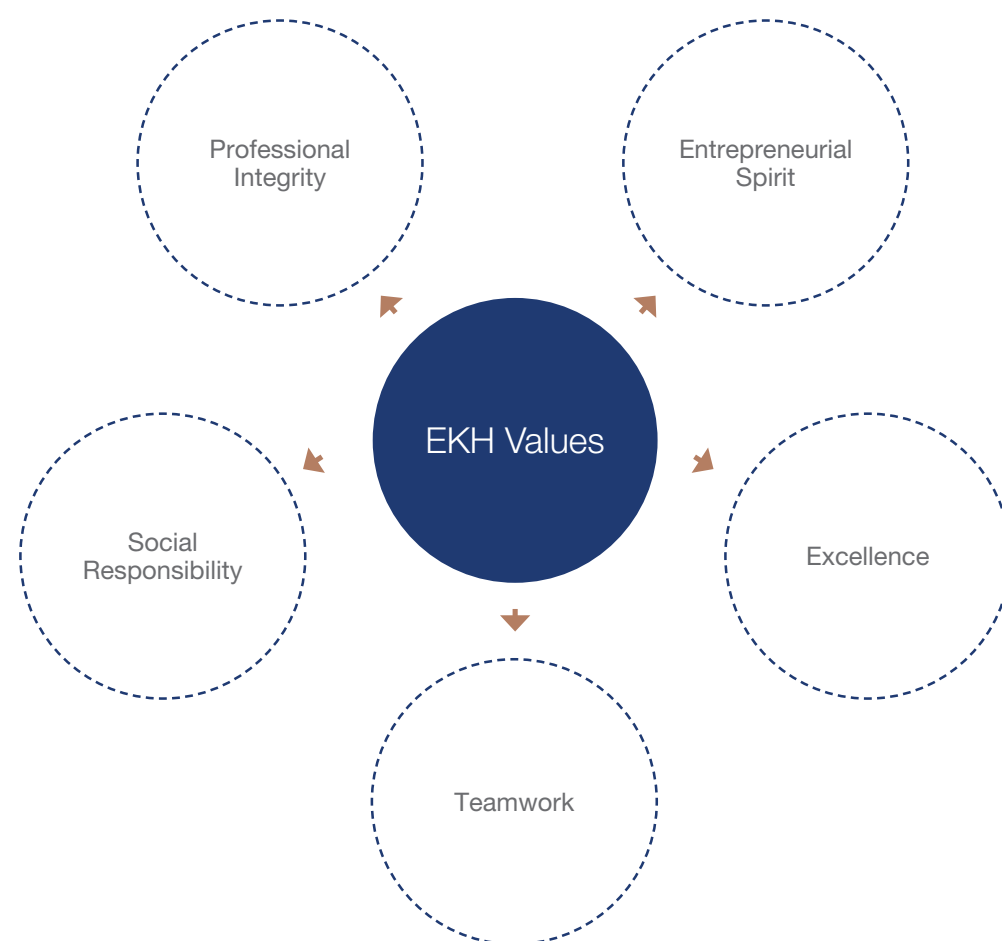 Professional
Integrity
Entrepreneurial
Spirit
EKH Values
Social
Responsibility
Excellence
Teamwork